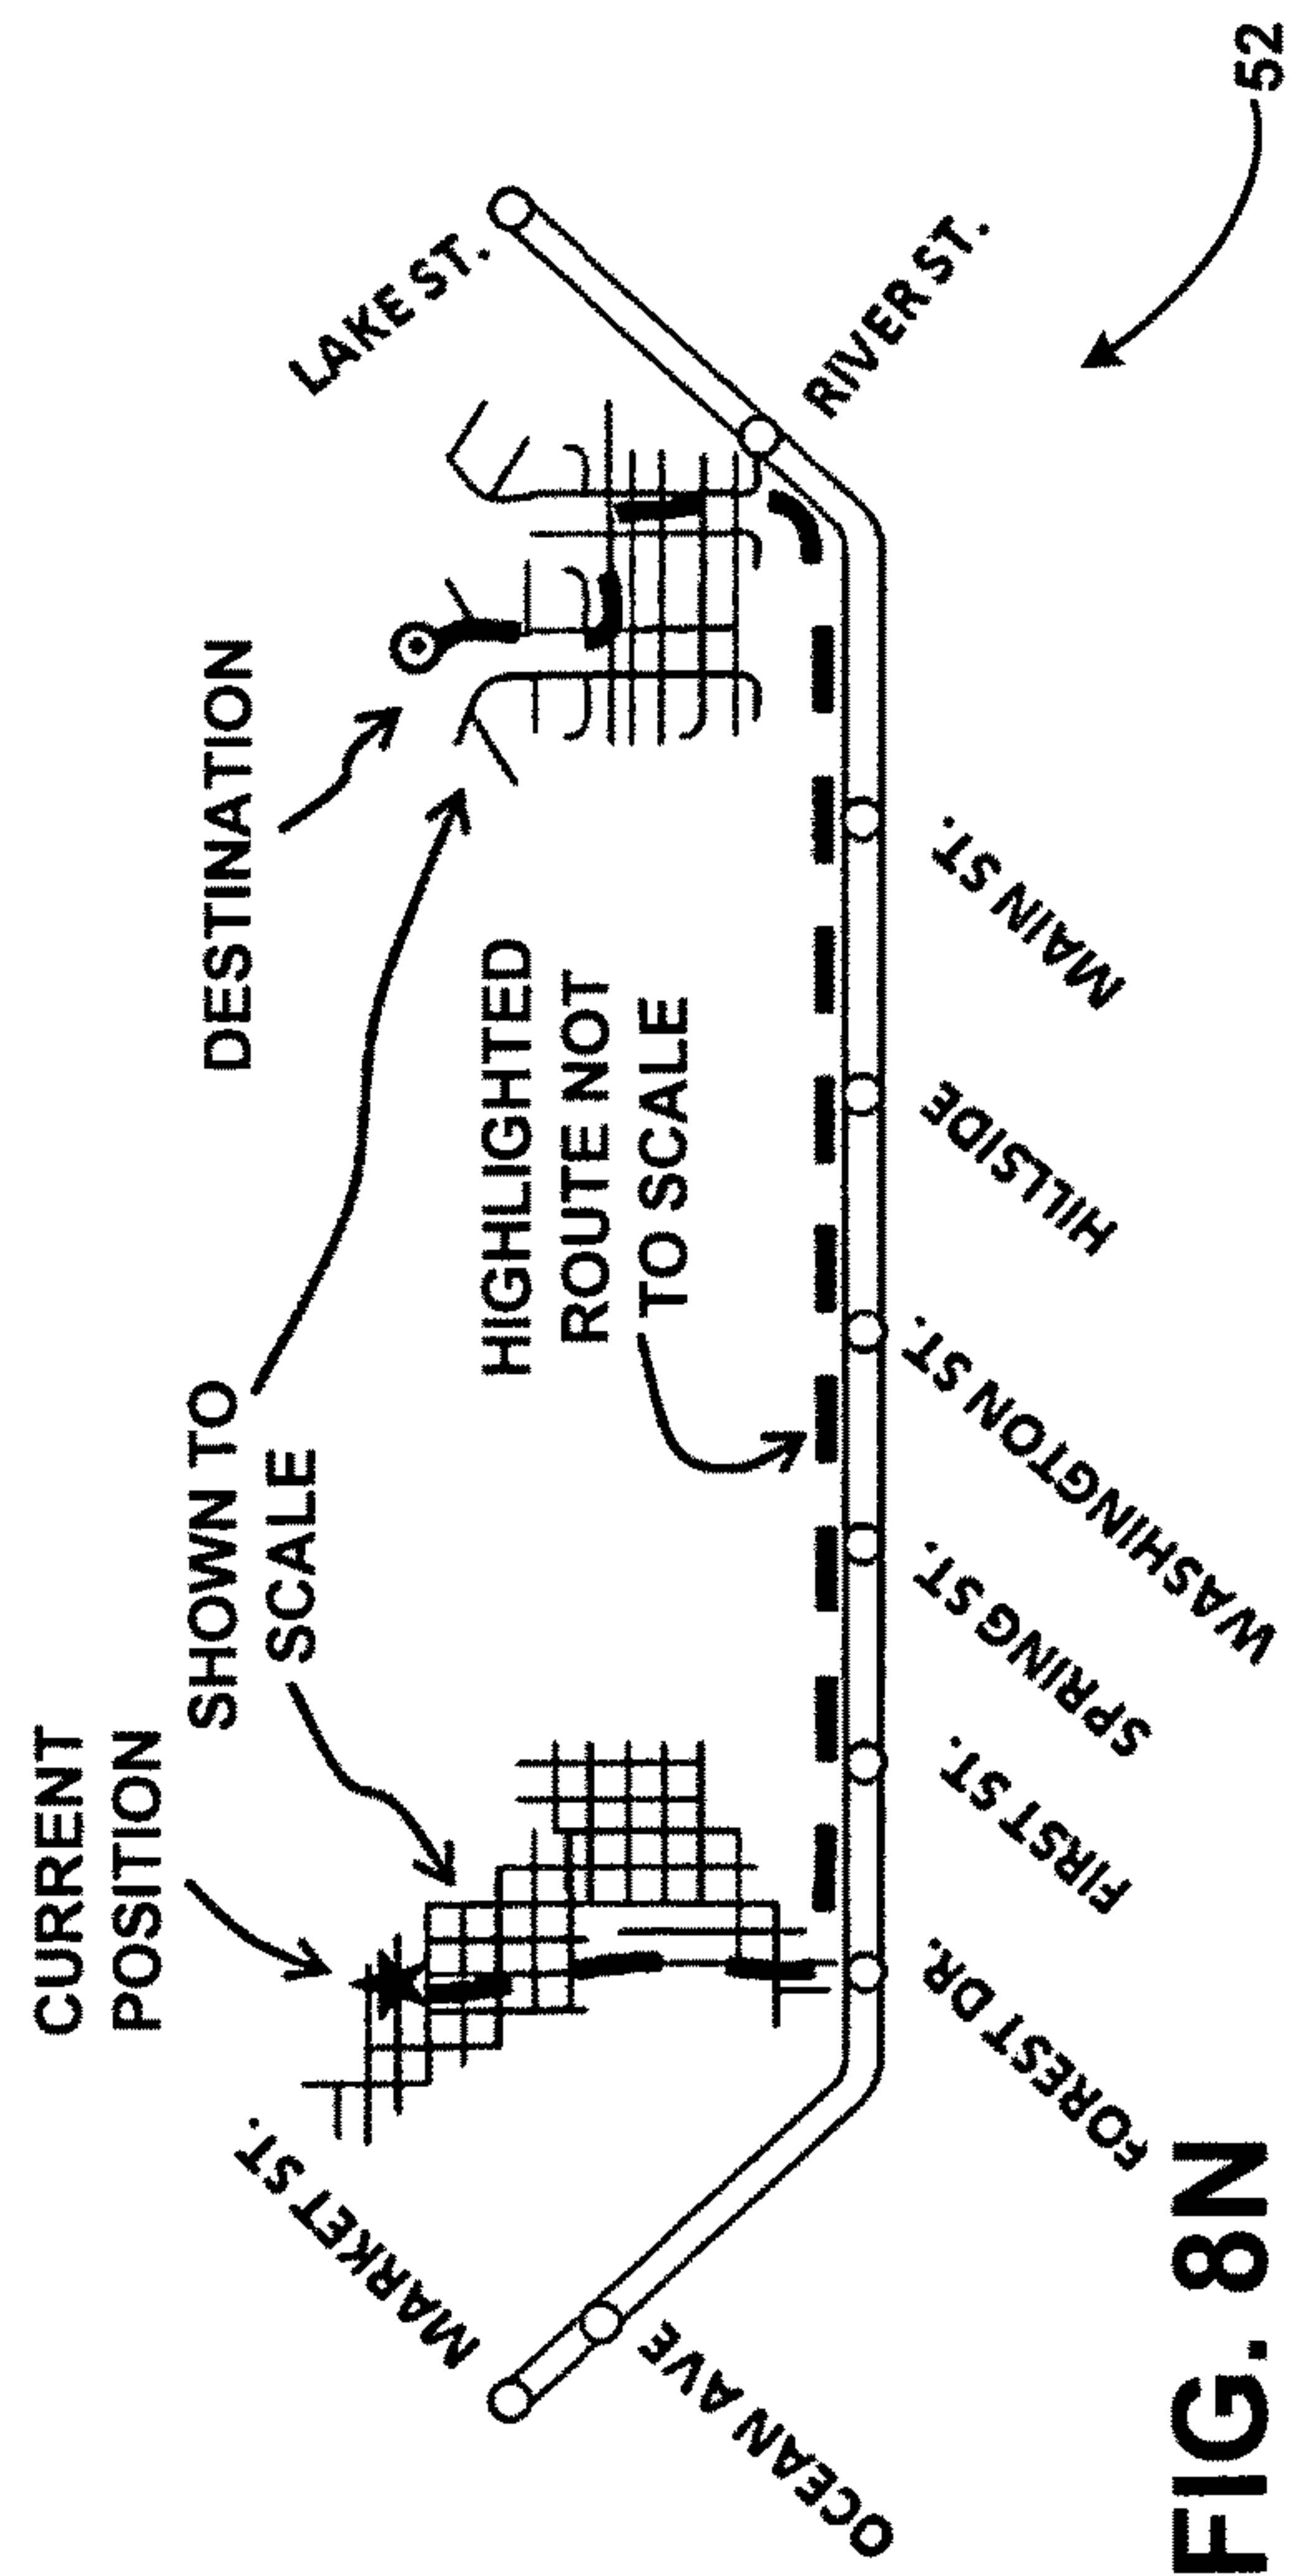 CURRENT
POSITION
SHOWN TO
SCALE
DESTINATION
HIGHLIGHTED
ROUTE NOT
TO SCALE
MARKET ST.
OCEAN AVE
FOREST DR.
FIRST ST.
SPRING ST.
WASHINGTON ST.
HILLSIDE
MAIN ST.
RIVER ST.
LAKE ST.
52
FIG. 8N